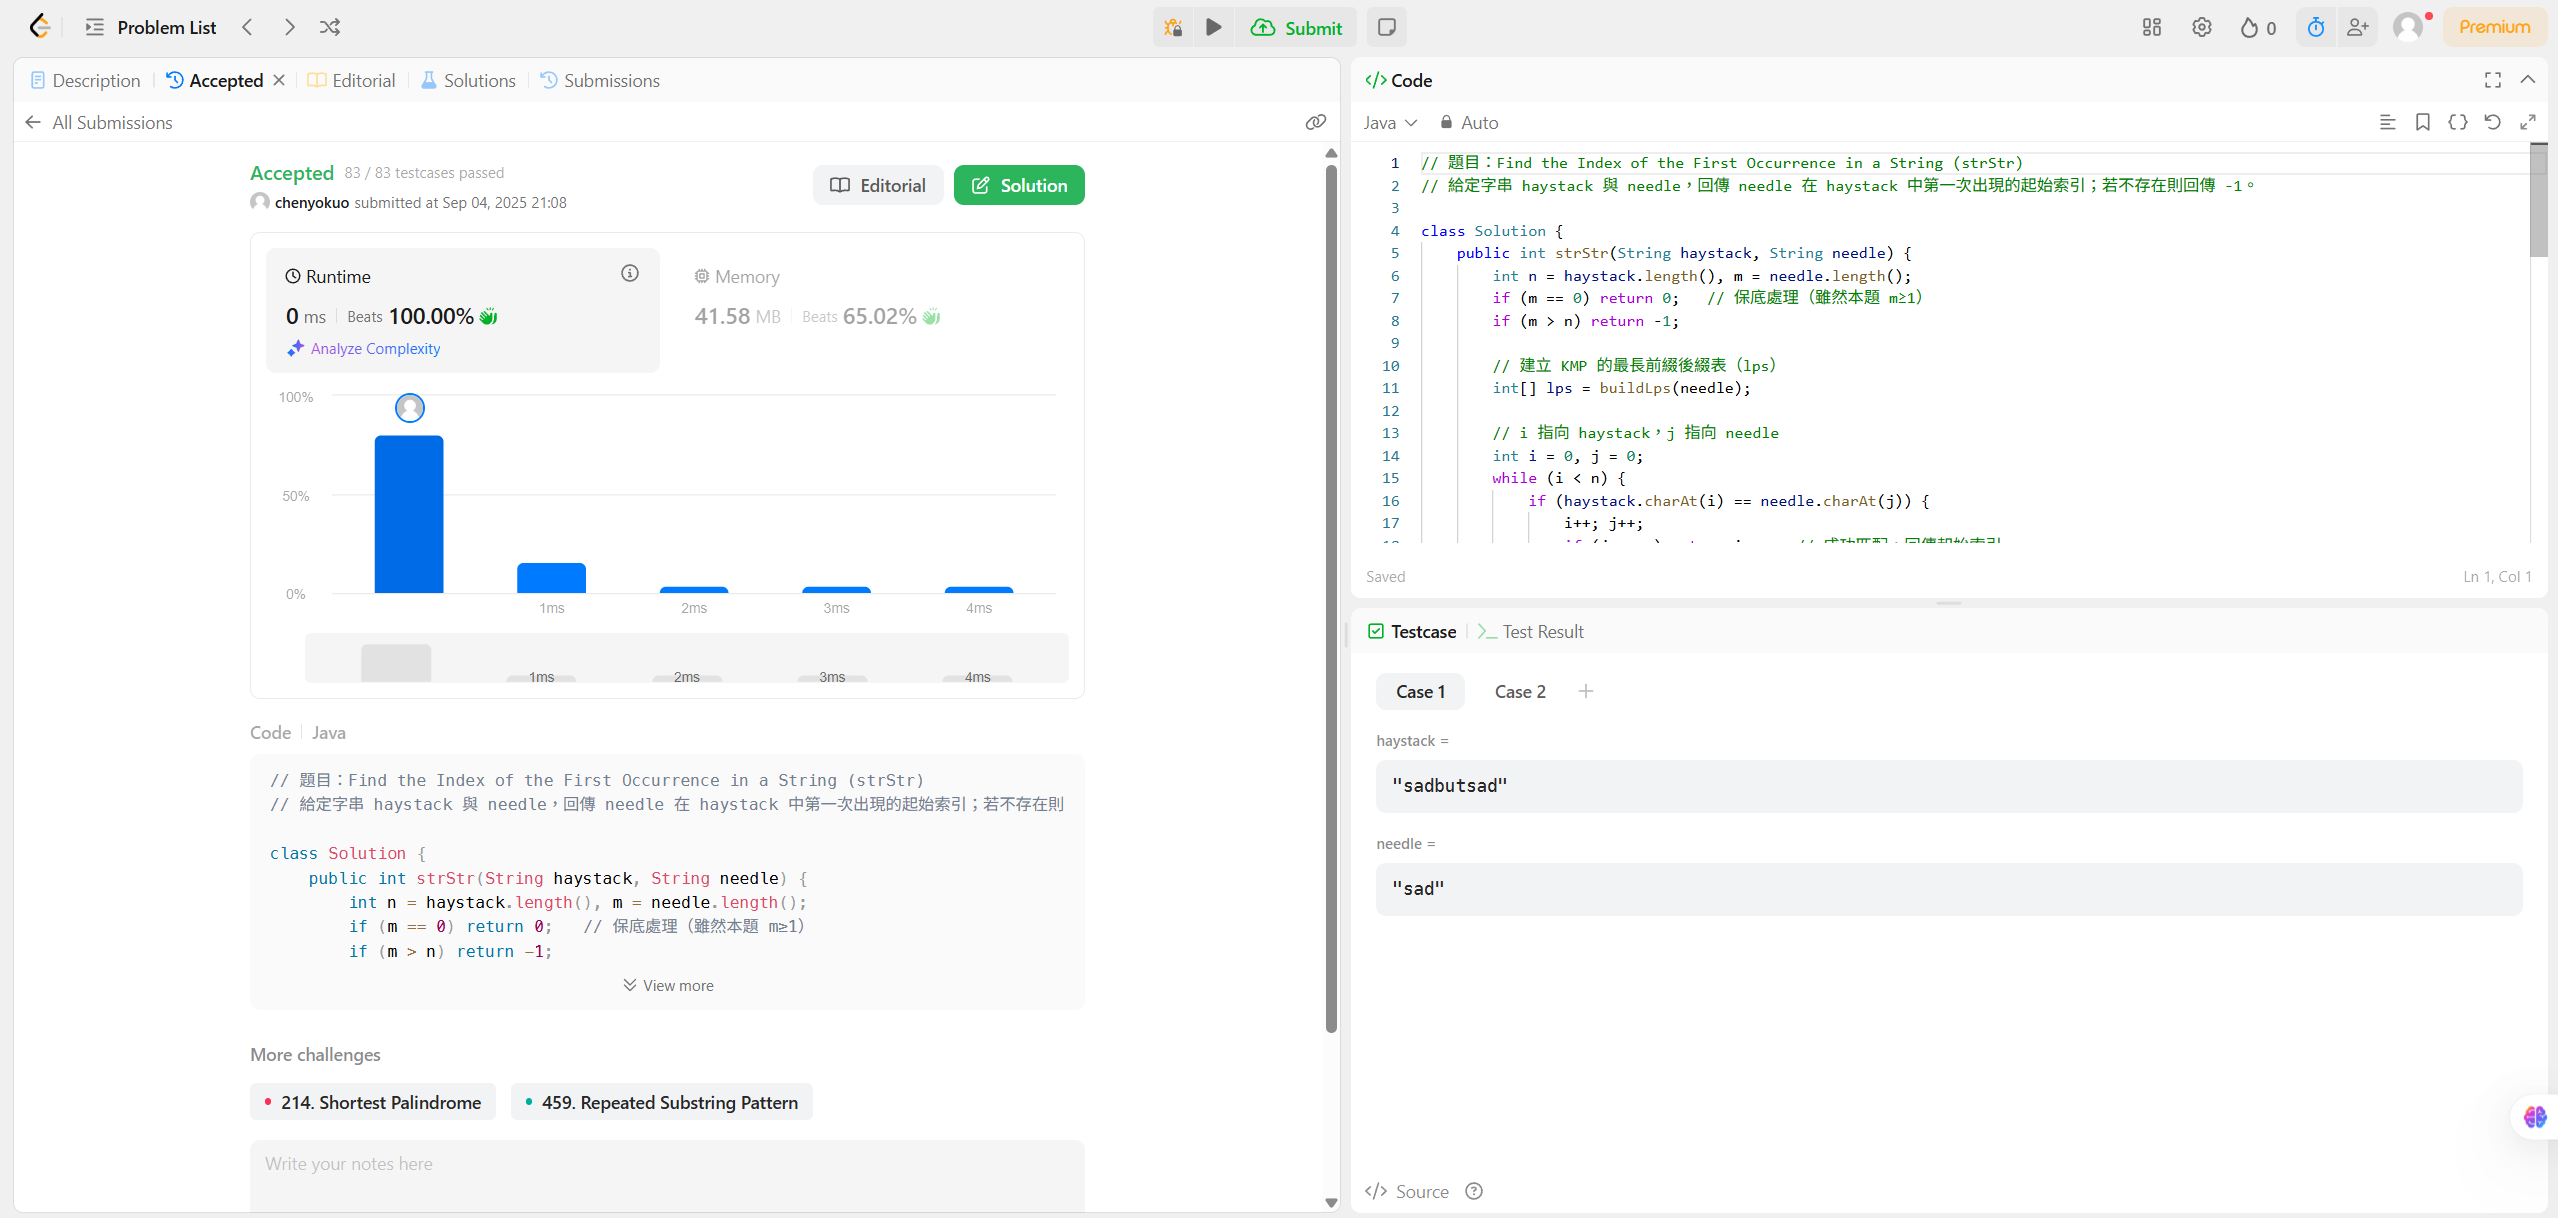 Problem List
Submit
0
Premium
Description
Accepted
Editorial
Solutions
Submissions
All Submissions
Accepted 83 / 83 testcases passed
chenyokuo submitted at Sep 04, 2025 21:08
Editorial
Solution
Runtime
0 ms Beats 100.00%
Analyze Complexity
Memory
41.58 MB Beats 65.02%
100%
50%
0%
1ms 2ms 3ms 4ms
1ms 2ms 3ms 4ms
Code Java
// 題目：Find the Index of the First Occurrence in a String (strStr)
// 給定字串 haystack 與 needle，回傳 needle 在 haystack 中第一次出現的起始索引；若不存在則
class Solution {
public int strStr(String haystack, String needle) {
int n = haystack.length(), m = needle.length();
if (m == 0) return 0;   // 保底處理（雖然本題 m≥1）
if (m > n) return -1;
View more
More challenges
214. Shortest Palindrome
459. Repeated Substring Pattern
Write your notes here
Code
Java
Auto
1 // 題目：Find the Index of the First Occurrence in a String (strStr)
2 // 給定字串 haystack 與 needle，回傳 needle 在 haystack 中第一次出現的起始索引；若不存在則回傳 -1。
3
4 class Solution {
5 public int strStr(String haystack, String needle) {
6 int n = haystack.length(), m = needle.length();
7 if (m == 0) return 0;   // 保底處理（雖然本題 m≥1）
8 if (m > n) return -1;
9
10 // 建立 KMP 的最長前綴後綴表（lps）
11 int[] lps = buildLps(needle);
12
13 // i 指向 haystack，j 指向 needle
14 int i = 0, j = 0;
15 while (i < n) {
16 if (haystack.charAt(i) == needle.charAt(j)) {
17 i++; j++;
Saved
Ln 1, Col 1
Testcase
Test Result
Case 1
Case 2
haystack =
"sadbutsad"
needle =
"sad"
Source